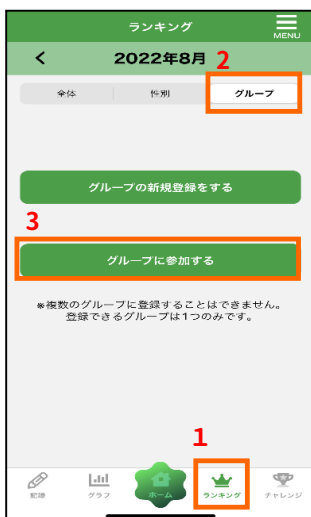 ランキング
MENU
< 2022年8月
2
全体 性別 グループ
グループの新規登録をする
3
グループに参加する
※複数のグループに登録することはできません。
登録できるグループは1つのみです。
1
記録 グラフ ホーム ランキング チャレンジ